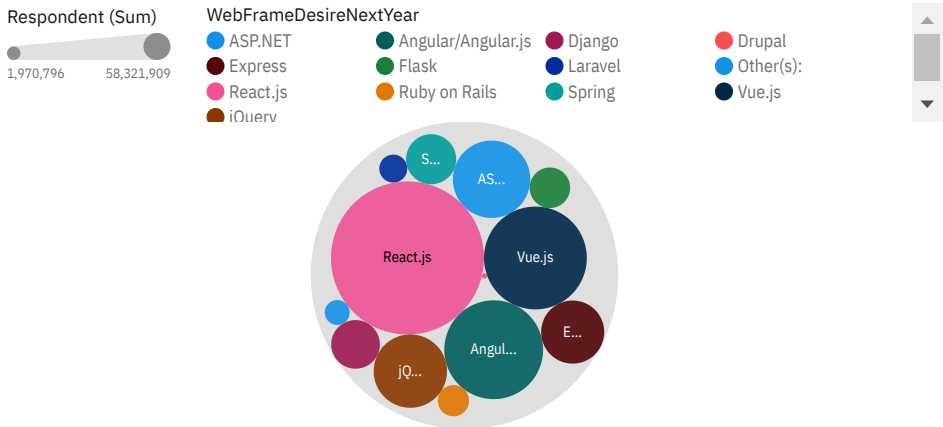 Respondent (Sum)
1,970,796 58,321,909
WebFrameDesireNextYear
ASP.NET Angular/Angular.js Django Drupal
Express Flask Laravel Other(s):
React.js Ruby on Rails Spring Vue.js
jQuery
S...
AS...
React.js
Vue.js
E...
Angul...
jQ...